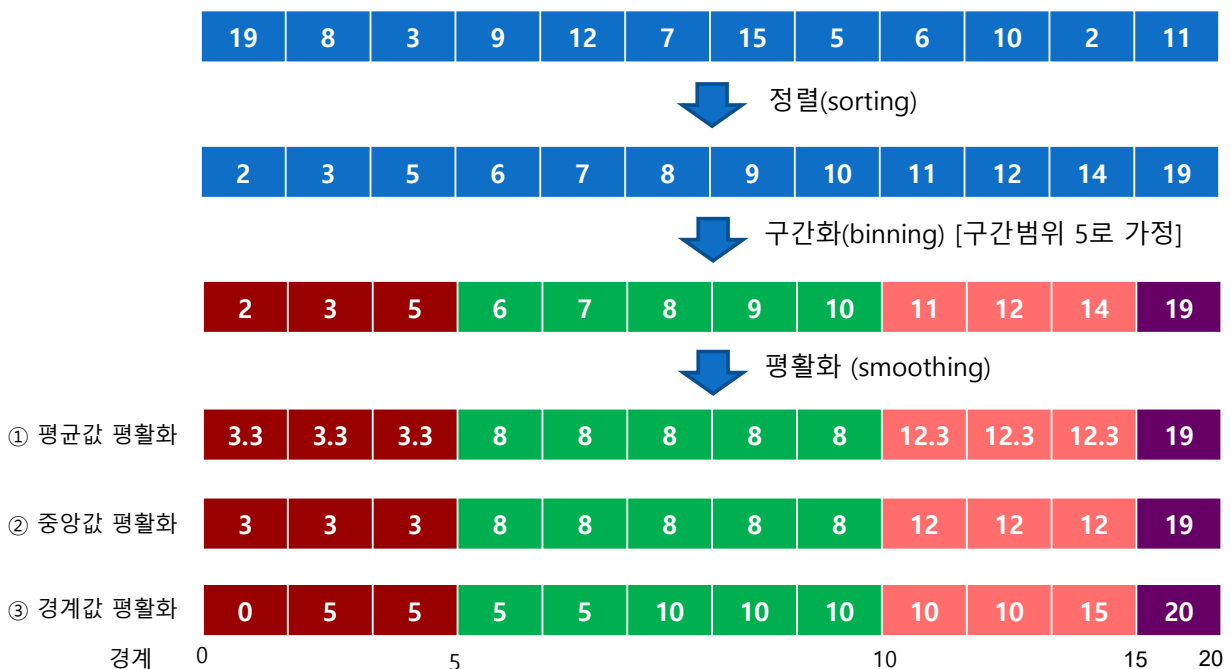 19 8 3 9 12 7 15 5 6 10 2 11
정렬(sorting)
2 3 5 6 7 8 9 10 11 12 14 19
구간화(binning) [구간범위 5로 가정]
2 3 5 6 7 8 9 10 11 12 14 19
평활화 (smoothing)
① 평균값 평활화 3.3 3.3 3.3 8 8 8 8 8 12.3 12.3 12.3 19
② 중앙값 평활화 3 3 3 8 8 8 8 8 12 12 12 19
③ 경계값 평활화 0 5 5 5 5 10 10 10 10 10 15 20
경계 0 5 10 15 20